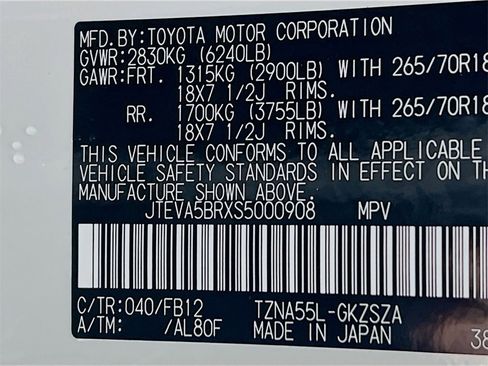 MFD.BY:TOYOTA MOTOR CORPORATION
GVWR:2830KG (6240LB)
GAWR:FRT. 1315KG (2900LB) WITH 265/70R18
18X7 1/2J RIMS.
RR. 1700KG (3755LB) WITH 265/70R18
18X7 1/2J RIMS.
THIS VEHICLE CONFORMS TO ALL APPLICABLE
VEHICLE SAFETY STANDARDS IN EFFECT ON TH
MANUFACTURE SHOWN ABOVE.
JTEVA5BRXS5000908 MPV
C/TR:040/FB12 TZNA55L-GKZSZA
A/TM: /AL80F MADE IN JAPAN 38